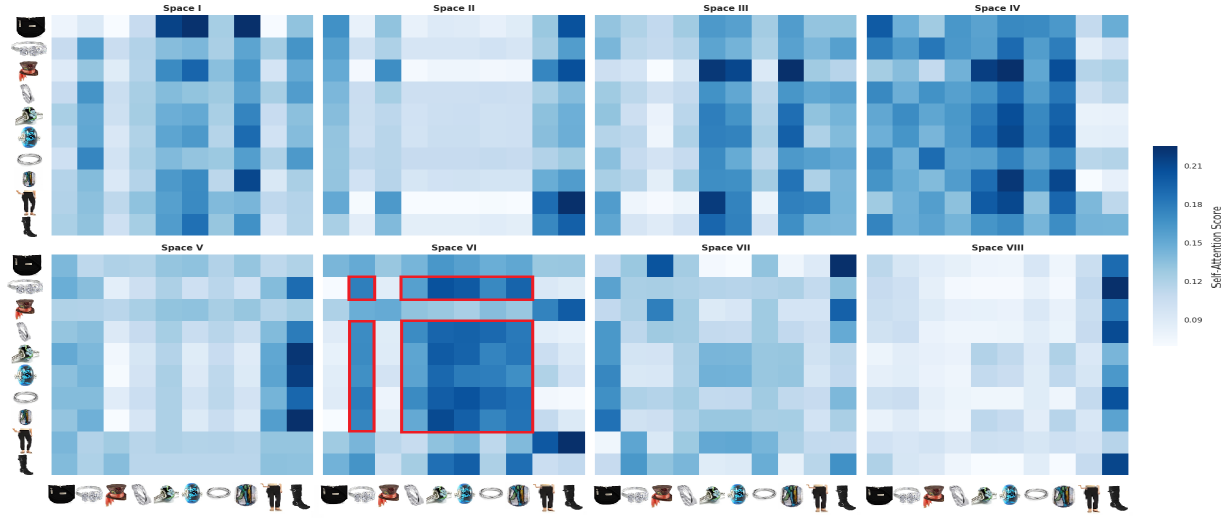 Space I
Space II
Space III
Space IV
Space V
Space VI
Space VII
Space VIII
0.21
0.18
0.15
0.12
0.09
Self-Attention Score